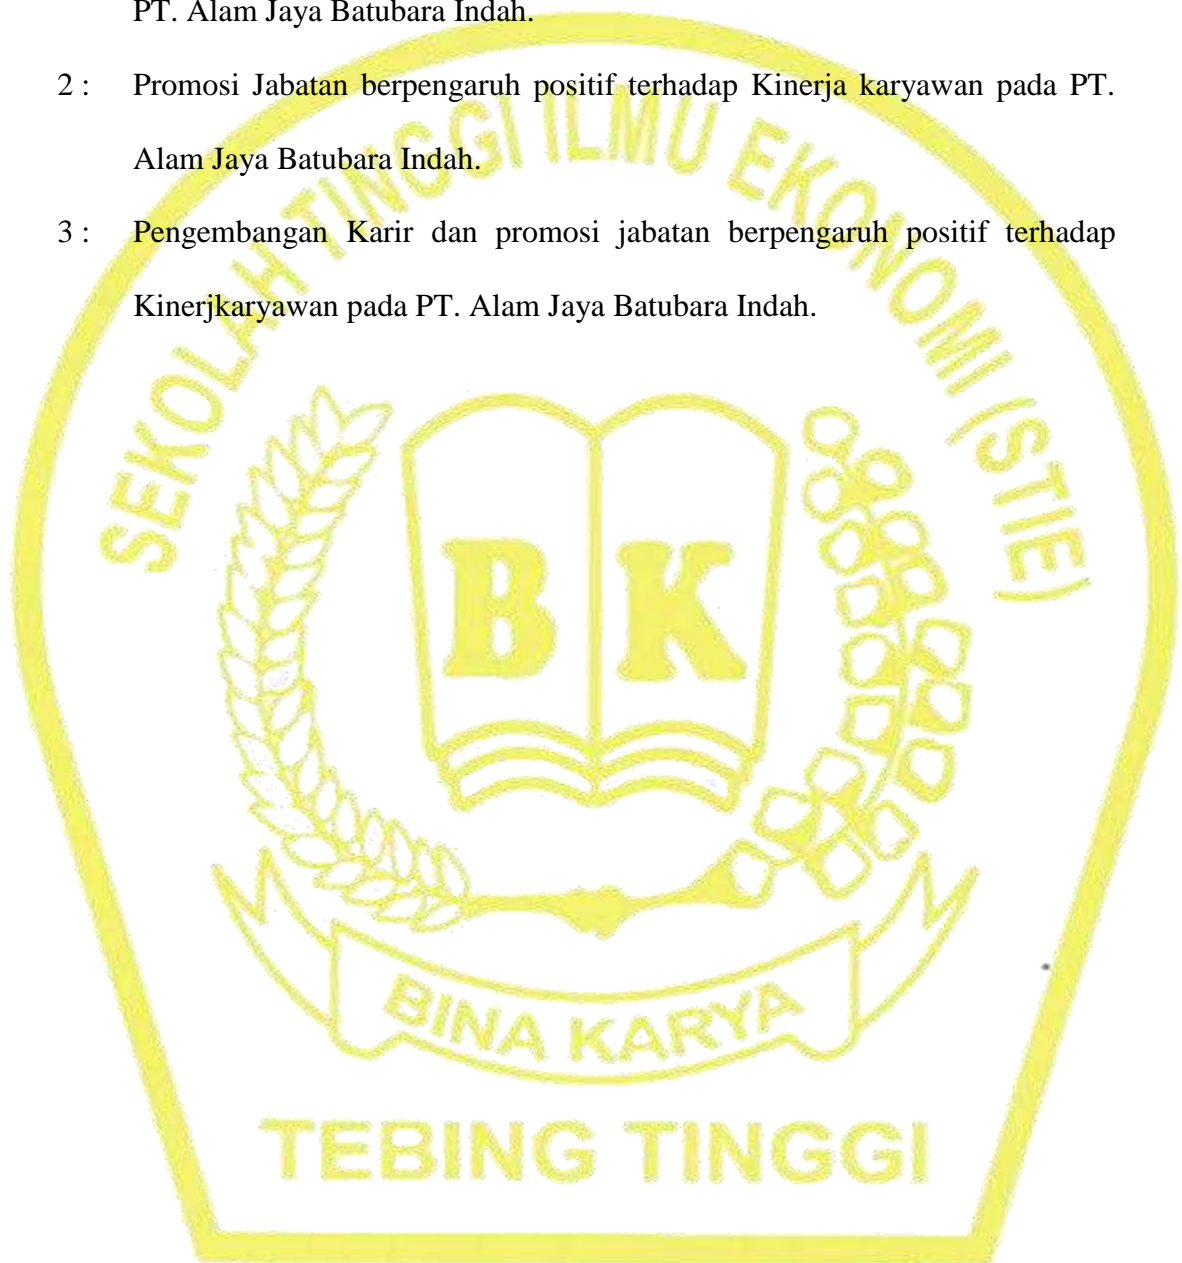 PT. Alam Jaya Batubara Indah.
2 : Promosi Jabatan berpengaruh positif terhadap Kinerja karyawan pada PT.
Alam Jaya Batubara Indah.
3 : Pengembangan Karir dan promosi jabatan berpengaruh positif terhadap
Kinerjkaryawan pada PT. Alam Jaya Batubara Indah.
SEKOLAH TINGGI ILMU EKONOMI (STIE)
B K
BINA KARYA
TEBING TINGGI